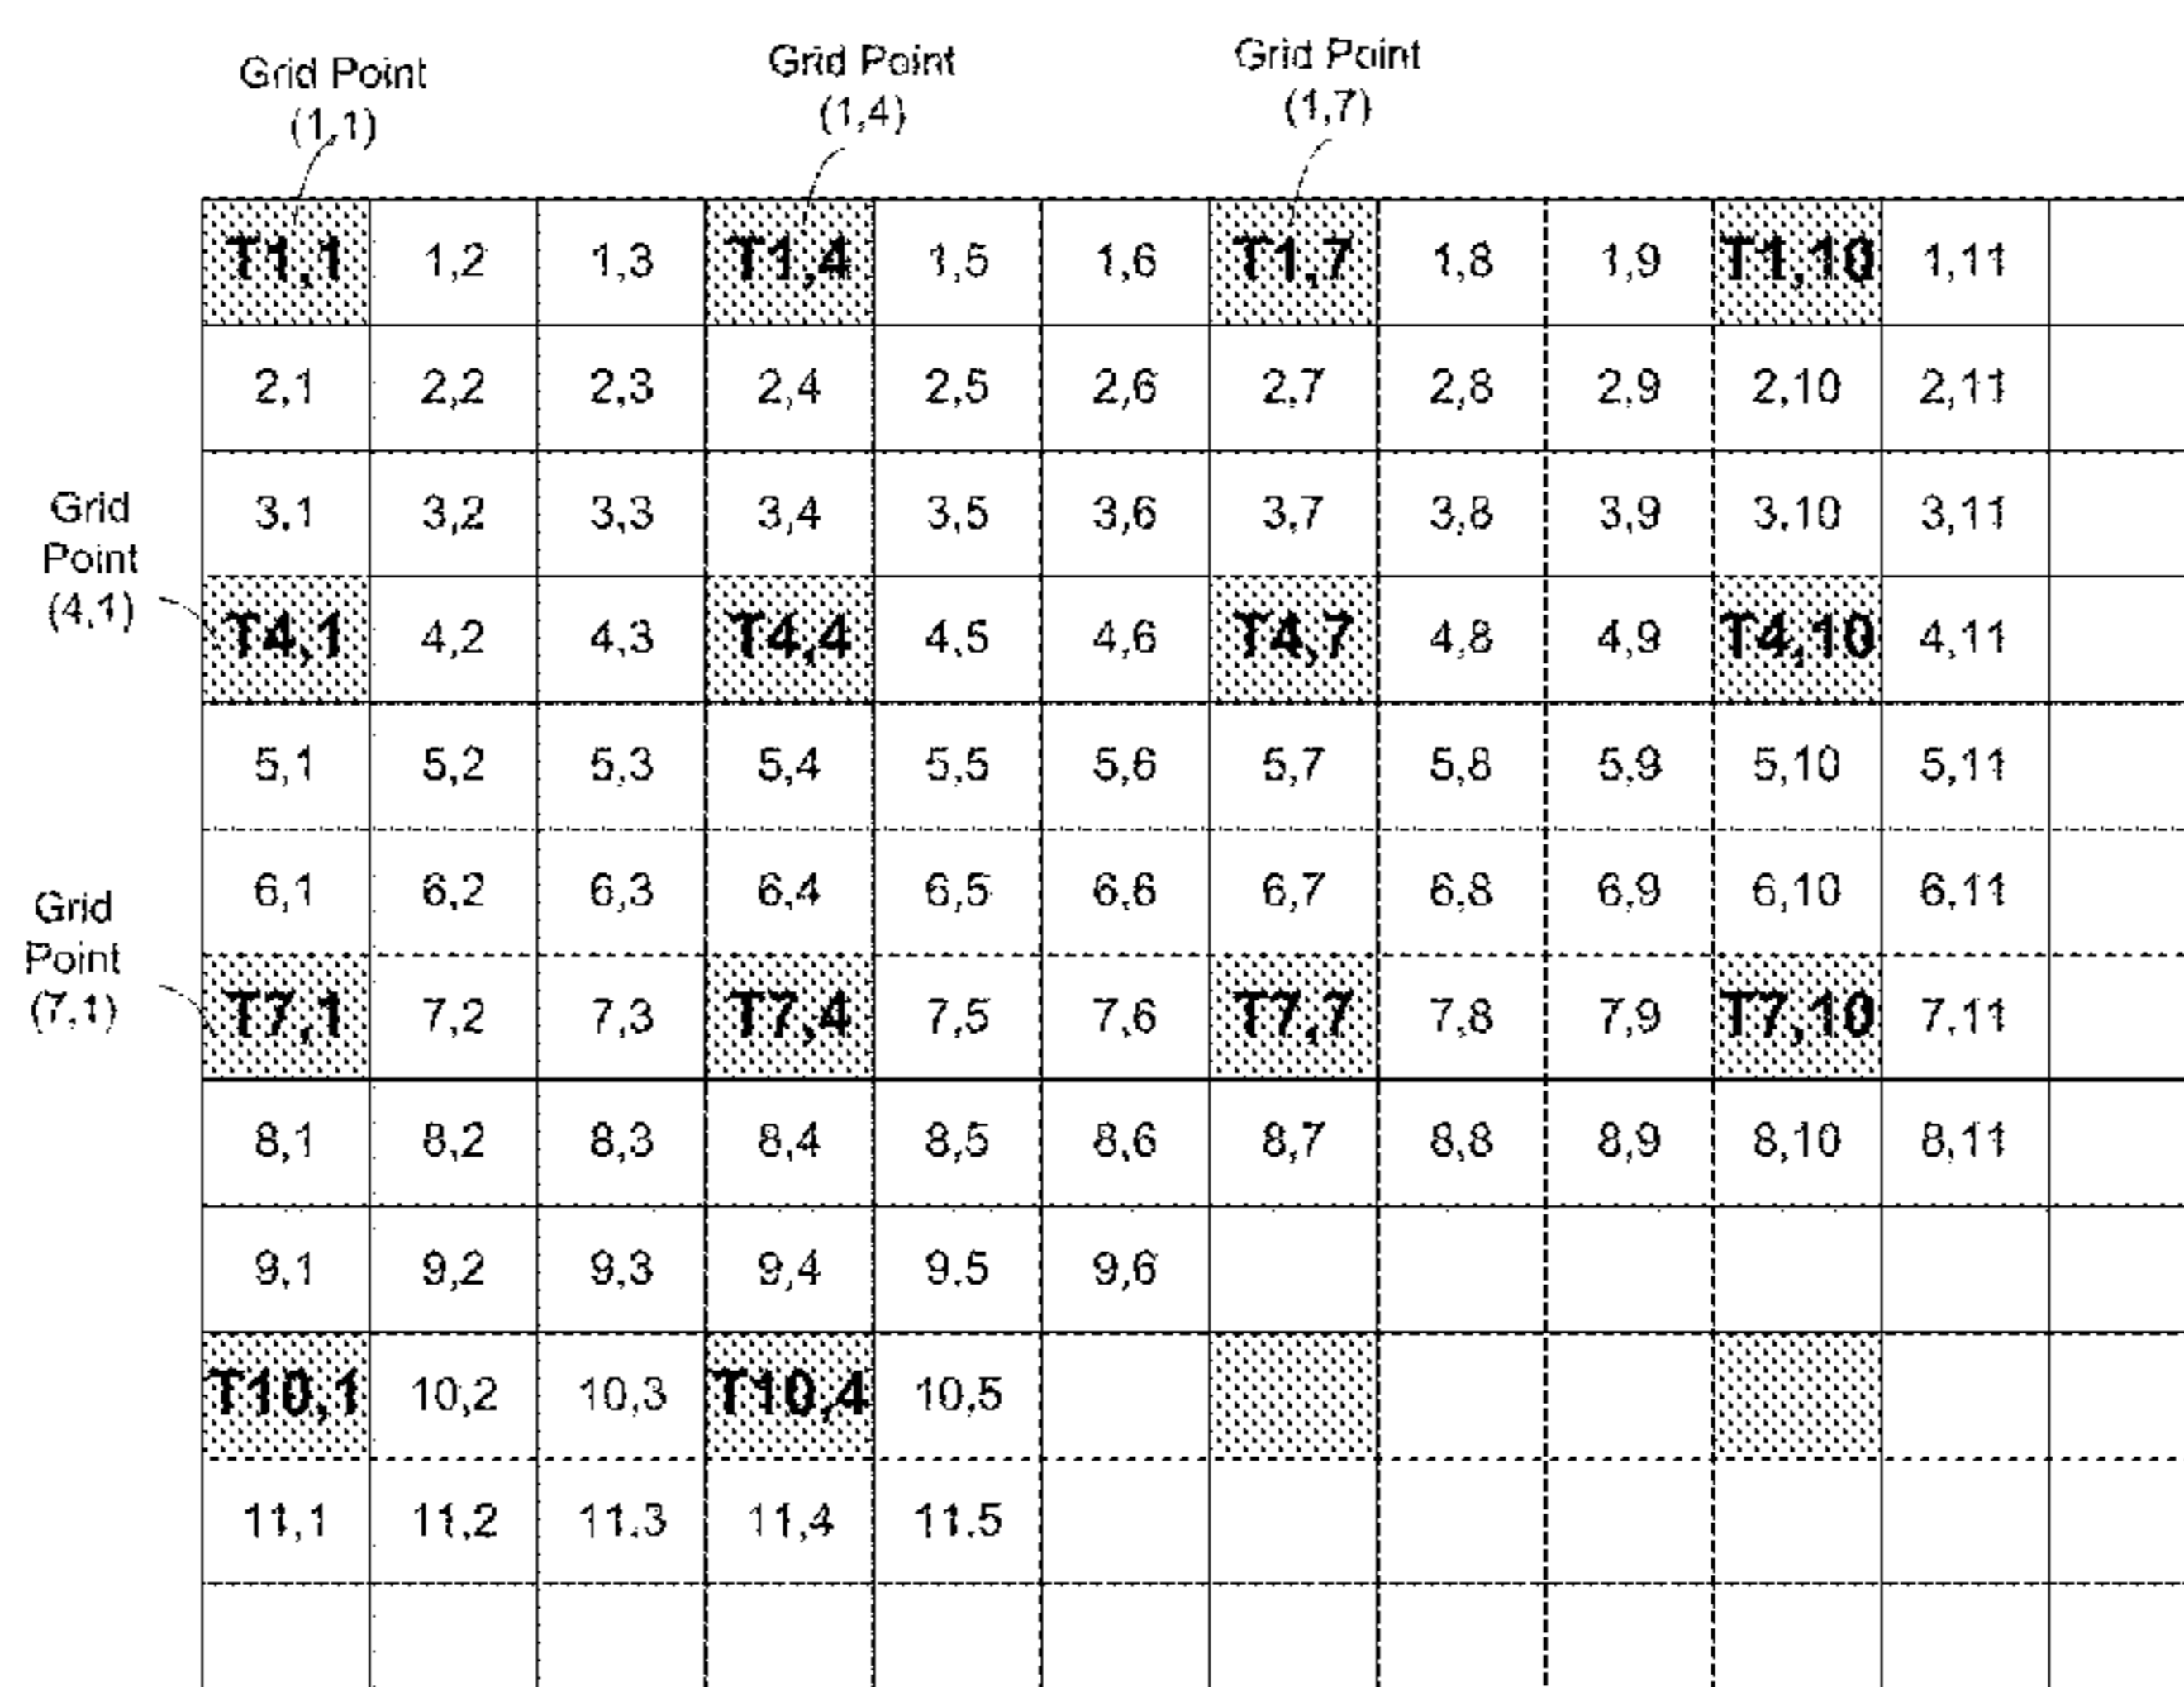 Grid Point
(1,1)
Grid Point
(1,4)
Grid Point
(1,7)
T1,1 1,2 1,3 T1,4 1,5 1,6 T1,7 1,8 1,9 T1,10 1,11
2,1 2,2 2,3 2,4 2,5 2,6 2,7 2,8 2,9 2,10 2,11
Grid
Point
(4,1)
3,1 3,2 3,3 3,4 3,5 3,6 3,7 3,8 3,9 3,10 3,11
T4,1 4,2 4,3 T4,4 4,5 4,6 T4,7 4,8 4,9 T4,10 4,11
5,1 5,2 5,3 5,4 5,5 5,6 5,7 5,8 5,9 5,10 5,11
Grid
Point
(7,1)
6,1 6,2 6,3 6,4 6,5 6,6 6,7 6,8 6,9 6,10 6,11
T7,1 7,2 7,3 T7,4 7,5 7,6 T7,7 7,8 7,9 T7,10 7,11
8,1 8,2 8,3 8,4 8,5 8,6 8,7 8,8 8,9 8,10 8,11
9,1 9,2 9,3 9,4 9,5 9,6
T10,1 10,2 10,3 T10,4 10,5
11,1 11,2 11,3 11,4 11,5